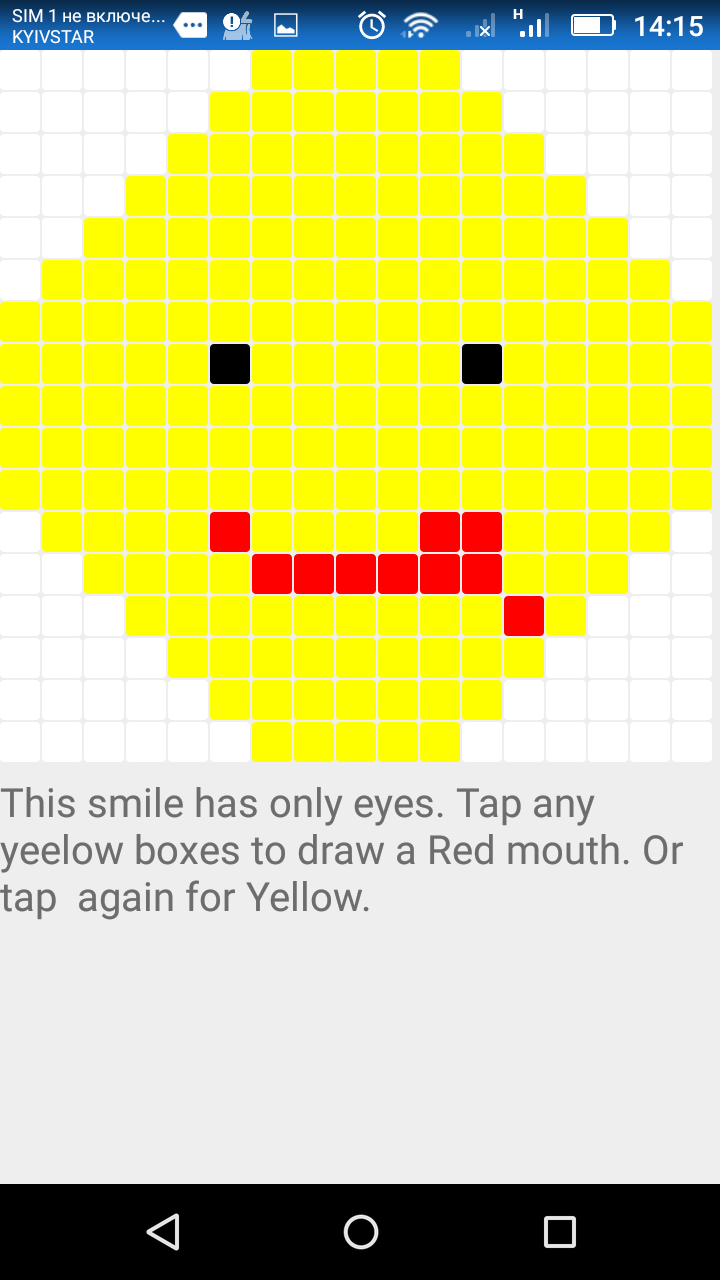 SIM 1 не включе...
KYIVSTAR
H
14:15
This smile has only eyes. Tap any
yeelow boxes to draw a Red mouth. Or
tap  again for Yellow.